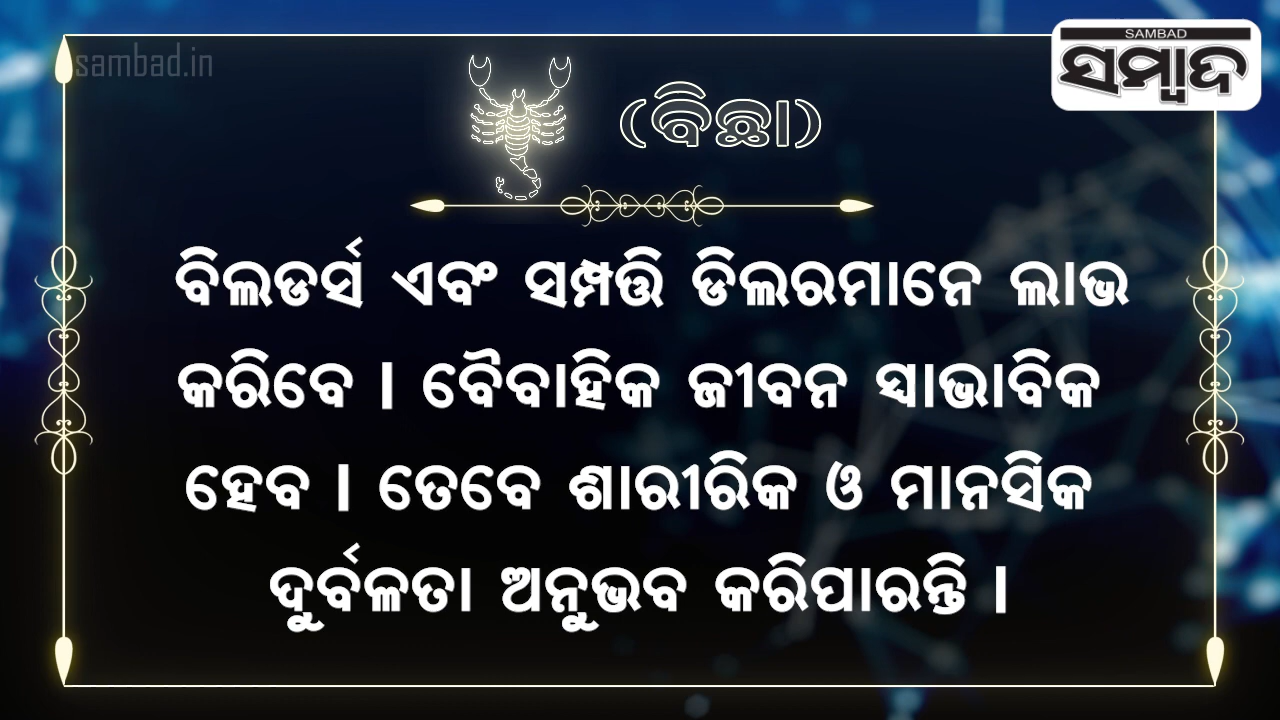 sambad.in
SAMBAD
ସମ୍ବାଦ
(ବିଛା)
ବିଲଡର୍ସ ଏବଂ ସମ୍ପତ୍ତି ଡିଲରମାନେ ଲାଭ
କରିବେ । ବୈବାହିକ ଜୀବନ ସ୍ୱାଭାବିକ
ହେବ । ତେବେ ଶାରୀରିକ ଓ ମାନସିକ
ଦୁର୍ବଳତା ଅନୁଭବ କରିପାରନ୍ତି ।